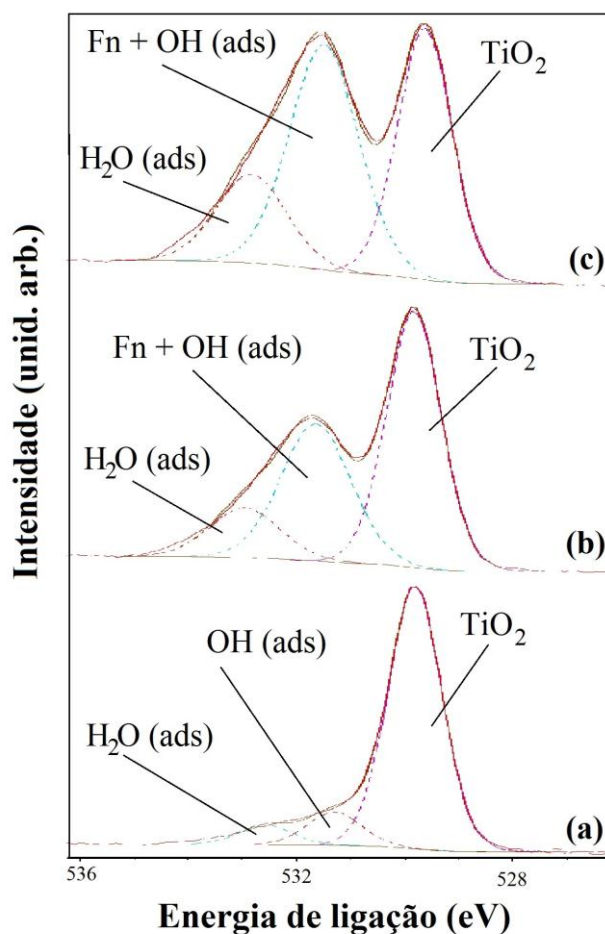 Fn + OH (ads)
TiO₂
H₂O (ads)
(c)
Fn + OH (ads)
TiO₂
H₂O (ads)
(b)
OH (ads)
TiO₂
H₂O (ads)
(a)
536
532
528
Energia de ligação (eV)
Intensidade (unid. arb.)